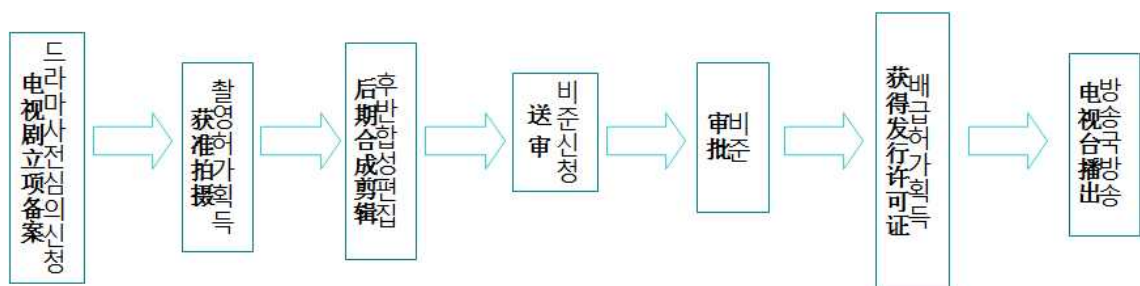 电视剧立项备案
드라마사전심의신청
获准拍摄
촬영허가획득
后期合成剪辑
후반합성편집
送审
비준신청
审批
비준
获得发行许可证
배급허가획득
电视台播出
방송국방송